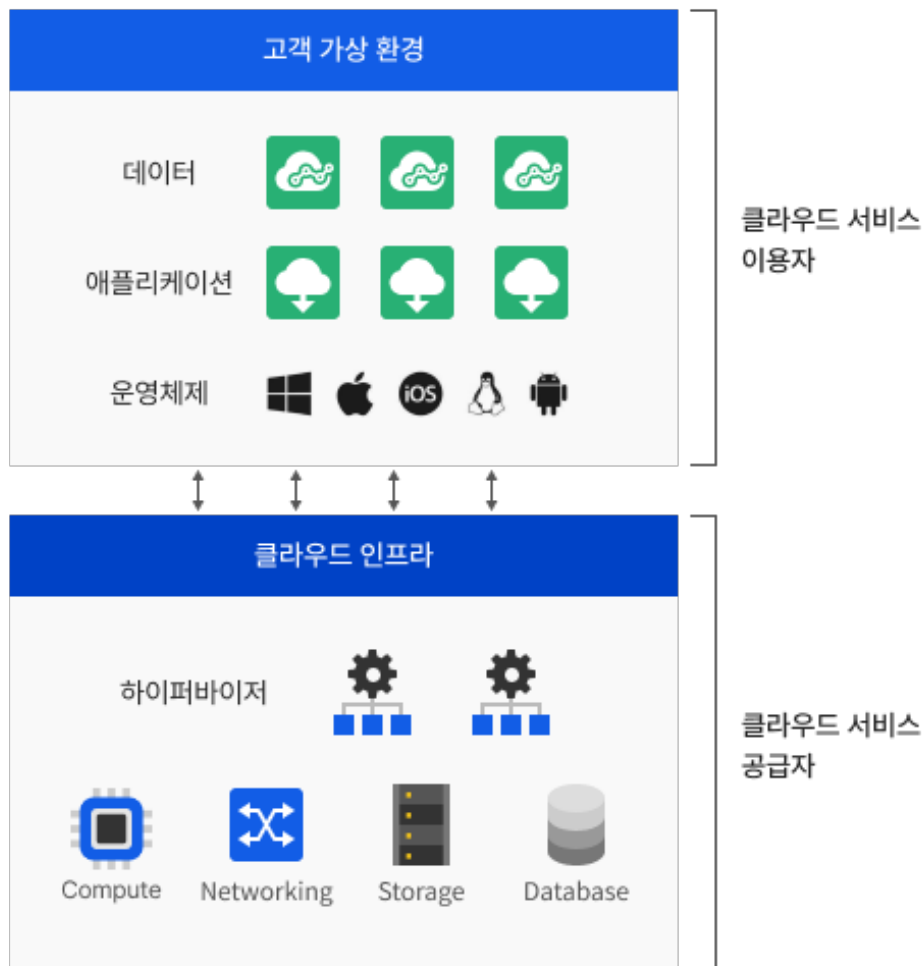 고객 가상 환경
데이터
클라우드 서비스
이용자
애플리케이션
운영체제
iOS
클라우드 인프라
하이퍼바이저
클라우드 서비스
공급자
Compute
Networking
Storage
Database